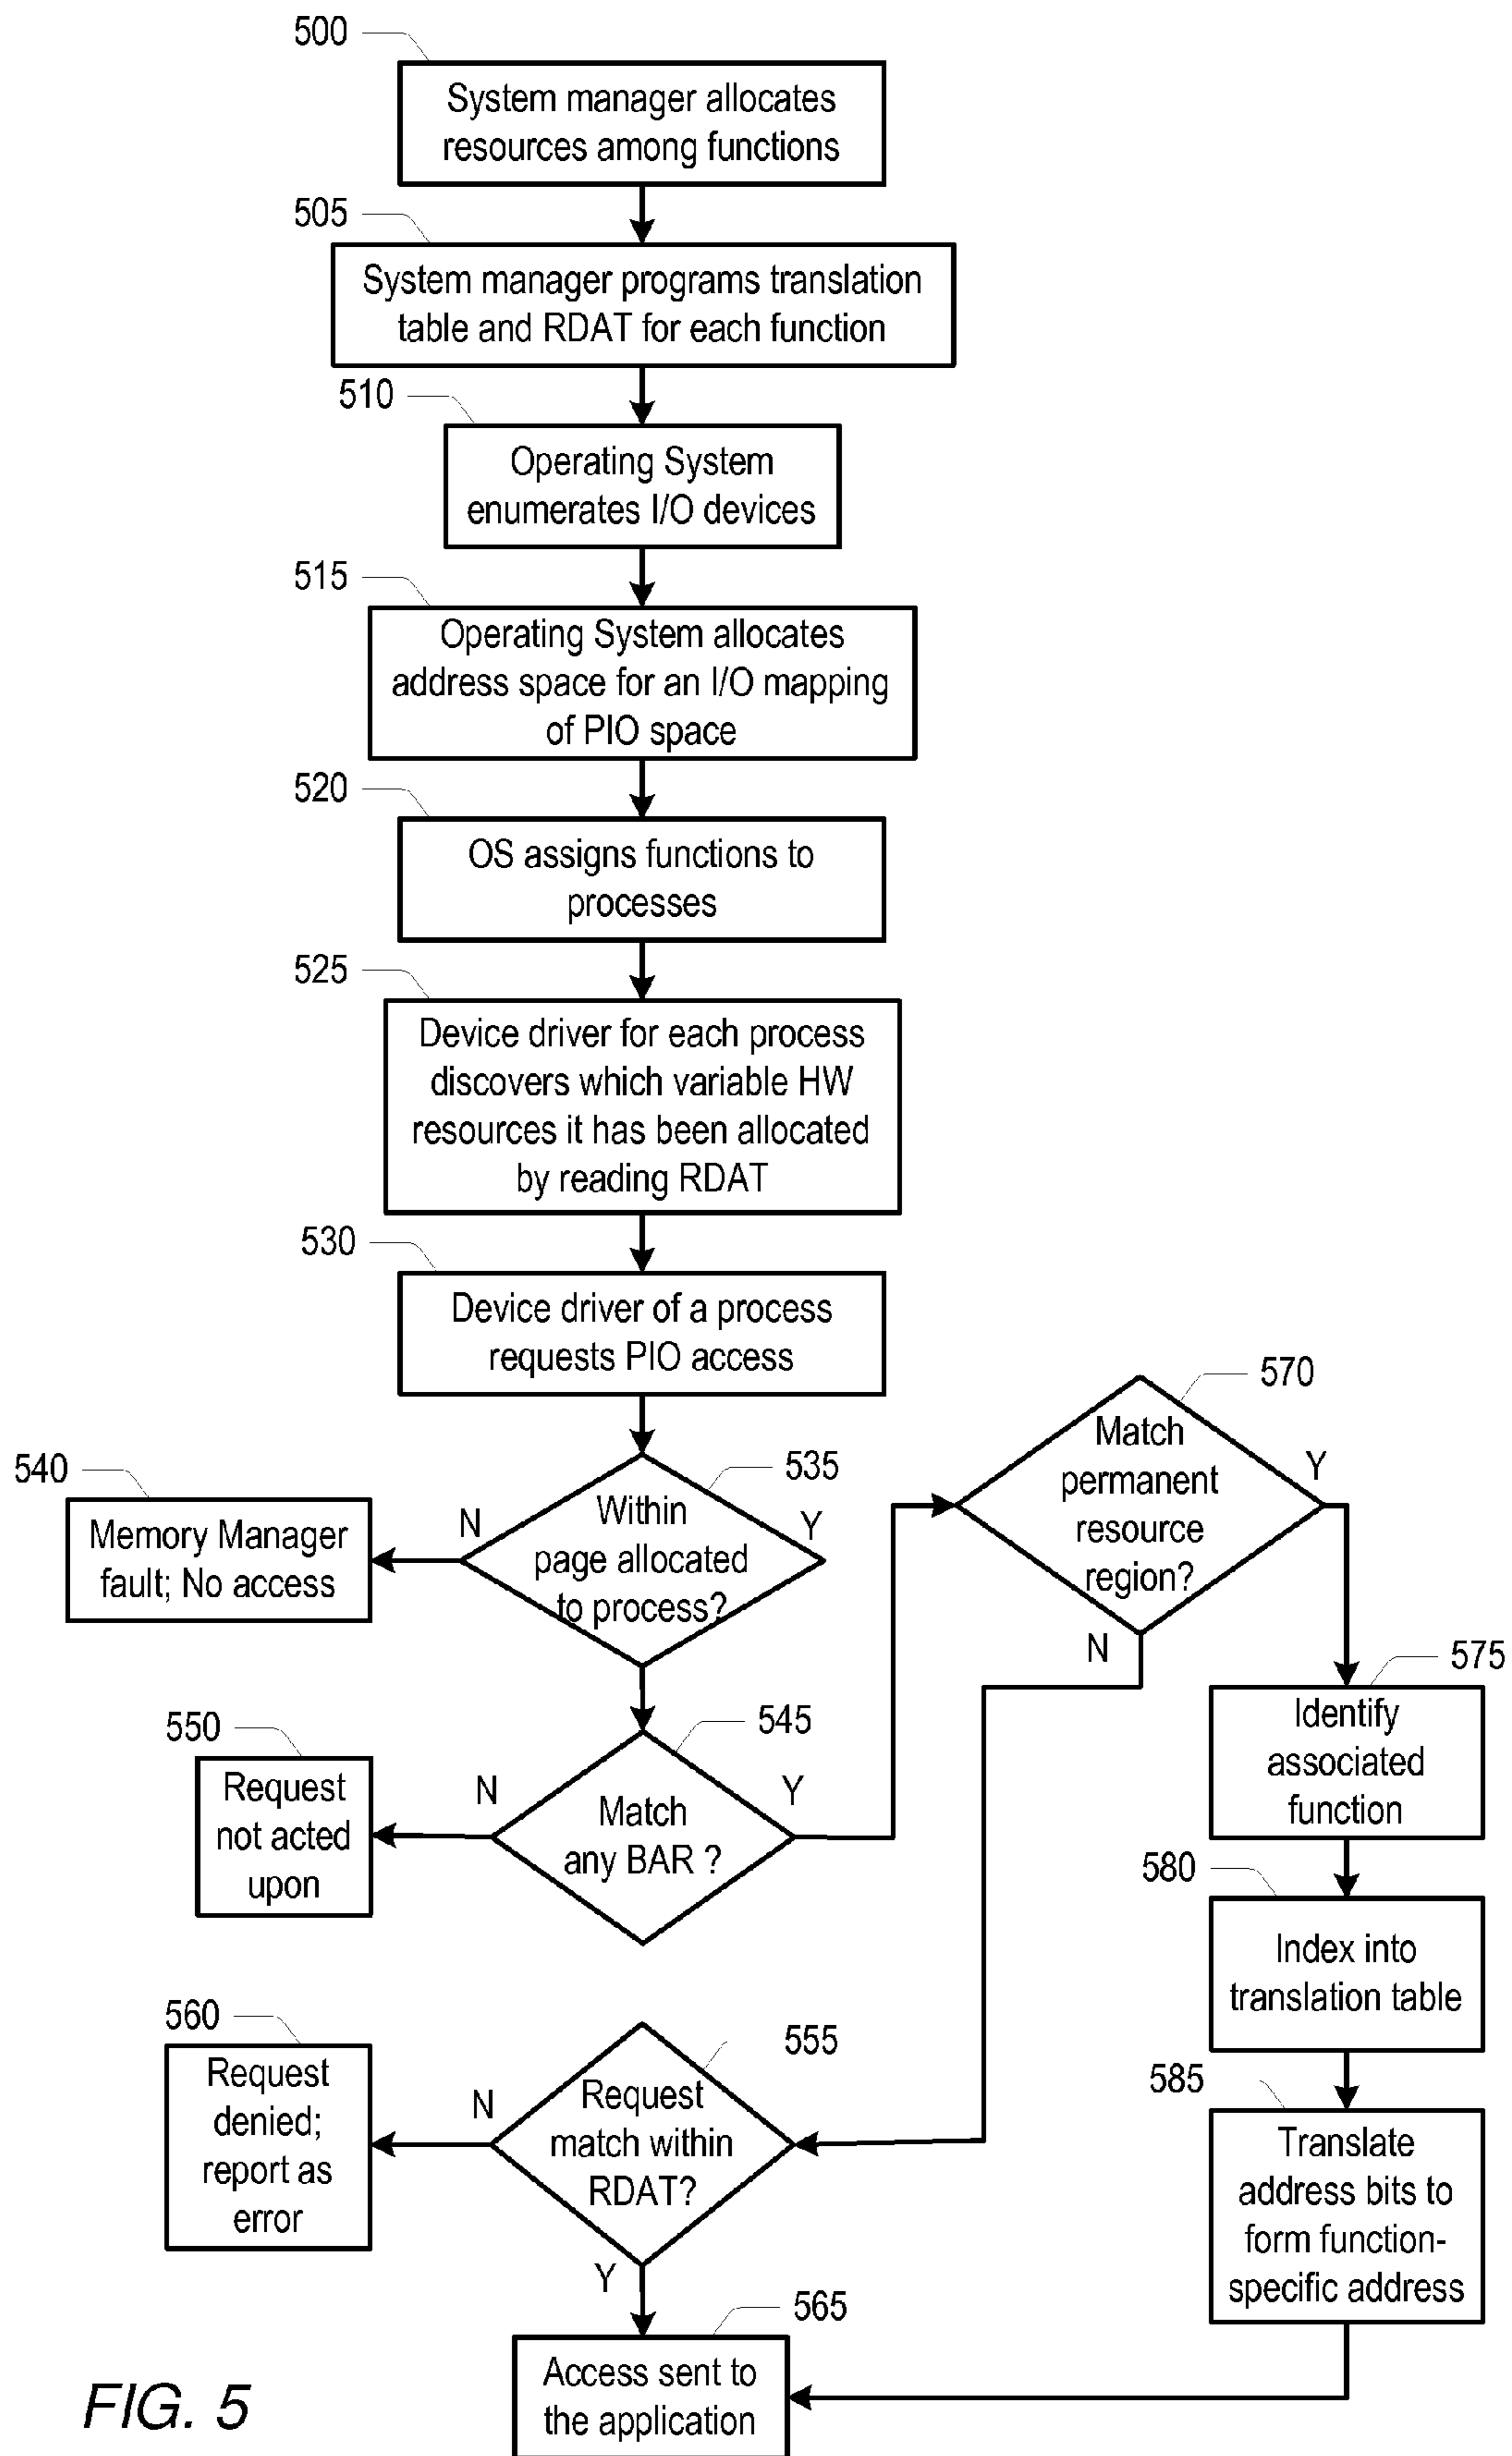 500
System manager allocates
resources among functions
505
System manager programs translation
table and RDAT for each function
510
Operating System
enumerates I/O devices
515
Operating System allocates
address space for an I/O mapping
of PIO space
520
OS assigns functions to
processes
525
Device driver for each process
discovers which variable HW
resources it has been allocated
by reading RDAT
530
Device driver of a process
requests PIO access
535
Within
page allocated
to process?
N
Y
540
Memory Manager
fault; No access
545
Match
any BAR ?
N
Y
550
Request
not acted
upon
570
Match
permanent
resource
region?
Y
N
575
Identify
associated
function
580
Index into
translation table
585
Translate
address bits to
form function-
specific address
555
Request
match within
RDAT?
N
Y
560
Request
denied;
report as
error
565
Access sent to
the application
FIG. 5